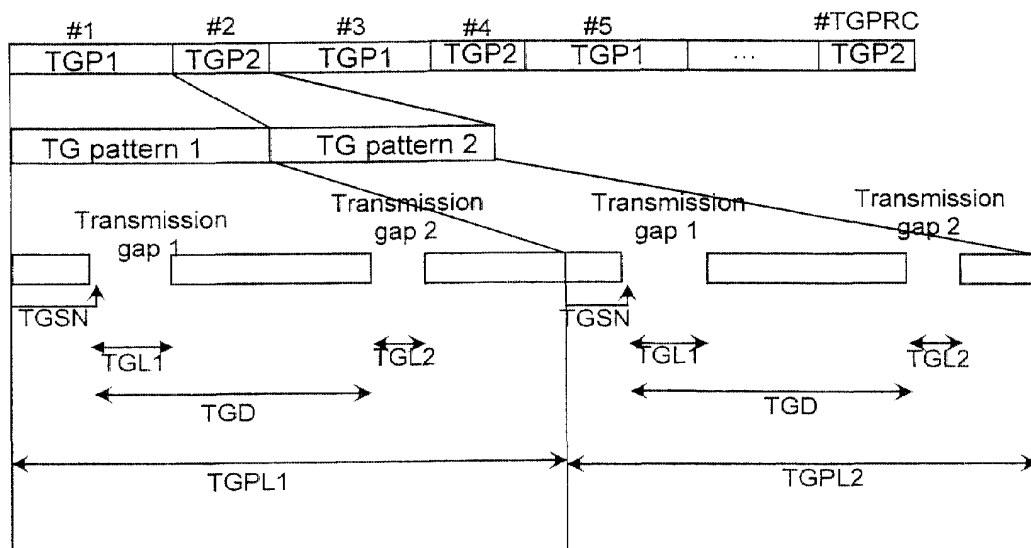 #1 #2 #3 #4 #5 #TGPRC
TGP1 TGP2 TGP1 TGP2 TGP1 ... TGP2
TG pattern 1 TG pattern 2
Transmission gap 1
Transmission gap 2
Transmission gap 1
Transmission gap 2
TGSN TGSN
TGL1 TGL2 TGL1 TGL2
TGD TGD
TGPL1 TGPL2